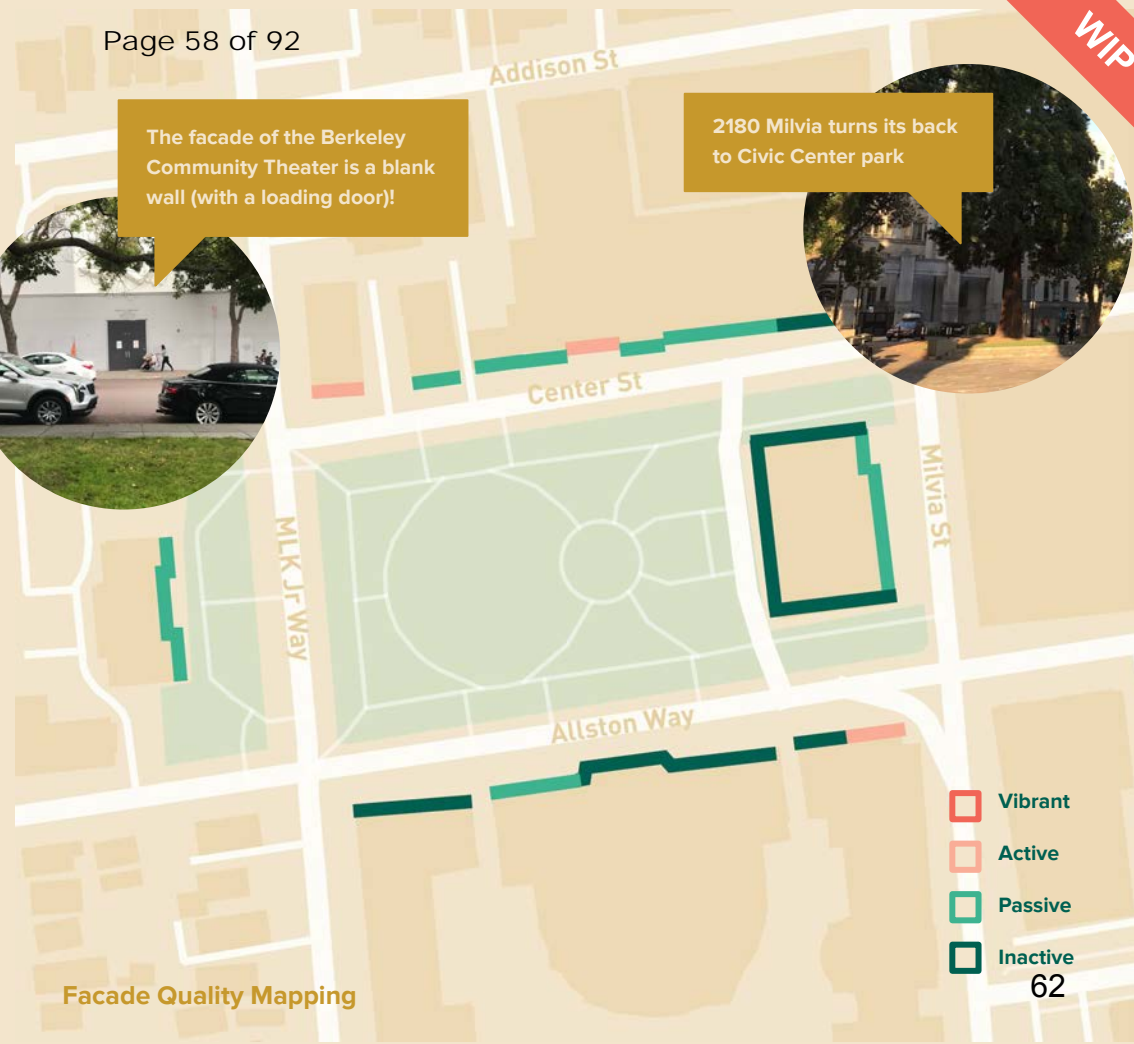 Page 58 of 92
WIP
Addison St
The facade of the Berkeley
Community Theater is a blank
wall (with a loading door)!
2180 Milvia turns its back
to Civic Center park
Center St
Milvia St
MLK Jr Way
Allston Way
Vibrant
Active
Passive
Inactive
Facade Quality Mapping
62